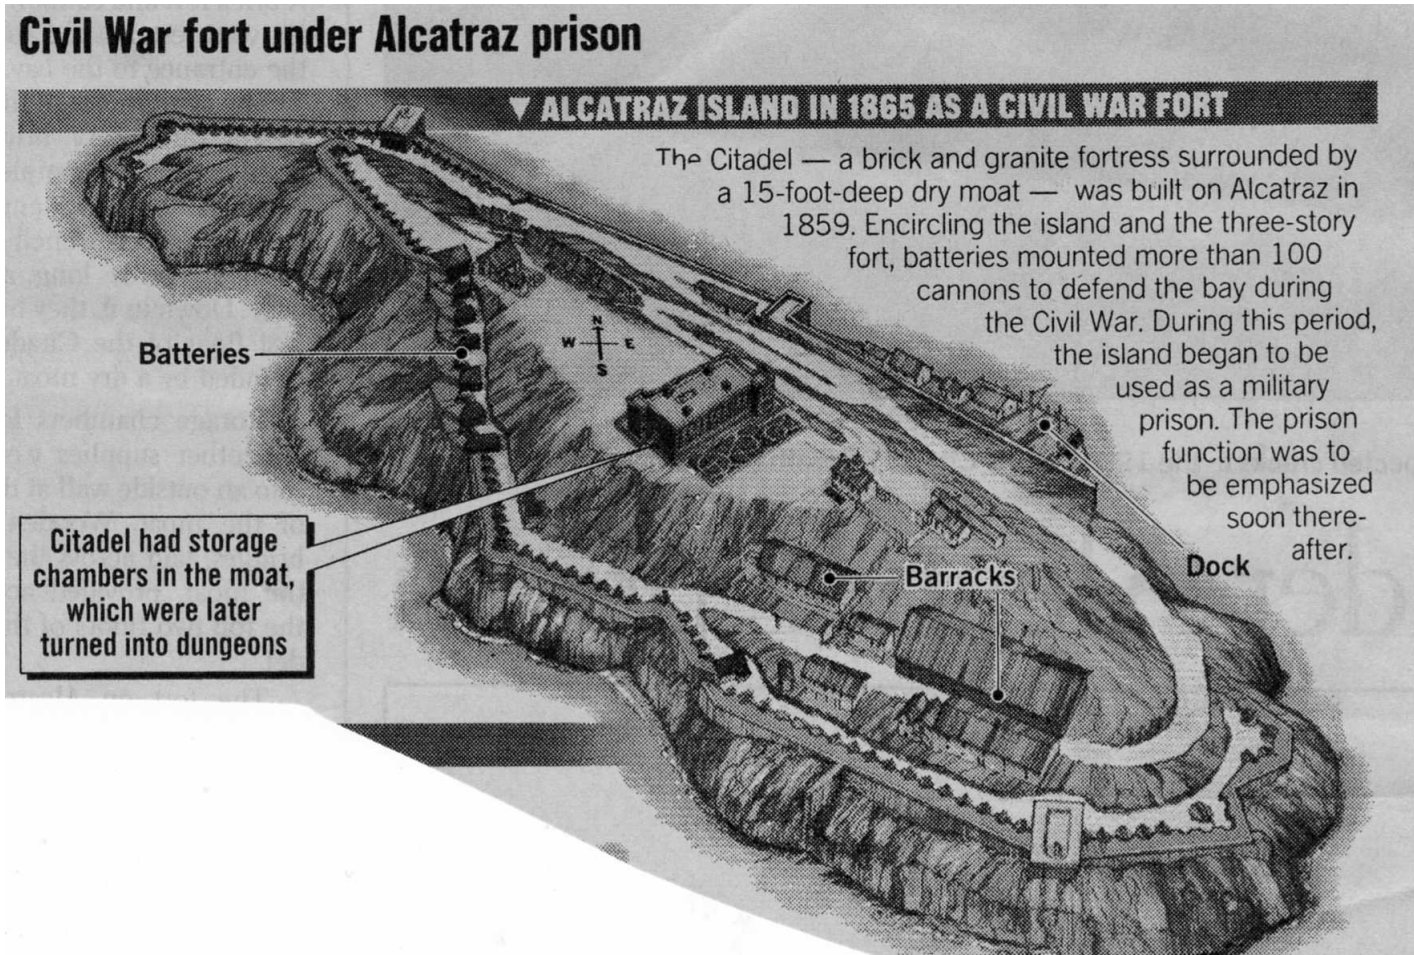 Civil War fort under Alcatraz prison
▼ ALCATRAZ ISLAND IN 1865 AS A CIVIL WAR FORT
The Citadel — a brick and granite fortress surrounded by
a 15-foot-deep dry moat — was built on Alcatraz in
1859. Encircling the island and the three-story
fort, batteries mounted more than 100
cannons to defend the bay during
the Civil War. During this period,
the island began to be
used as a military
prison. The prison
function was to
be emphasized
soon there-
after.
N
W E
S
Batteries
Citadel had storage
chambers in the moat,
which were later
turned into dungeons
Barracks
Dock